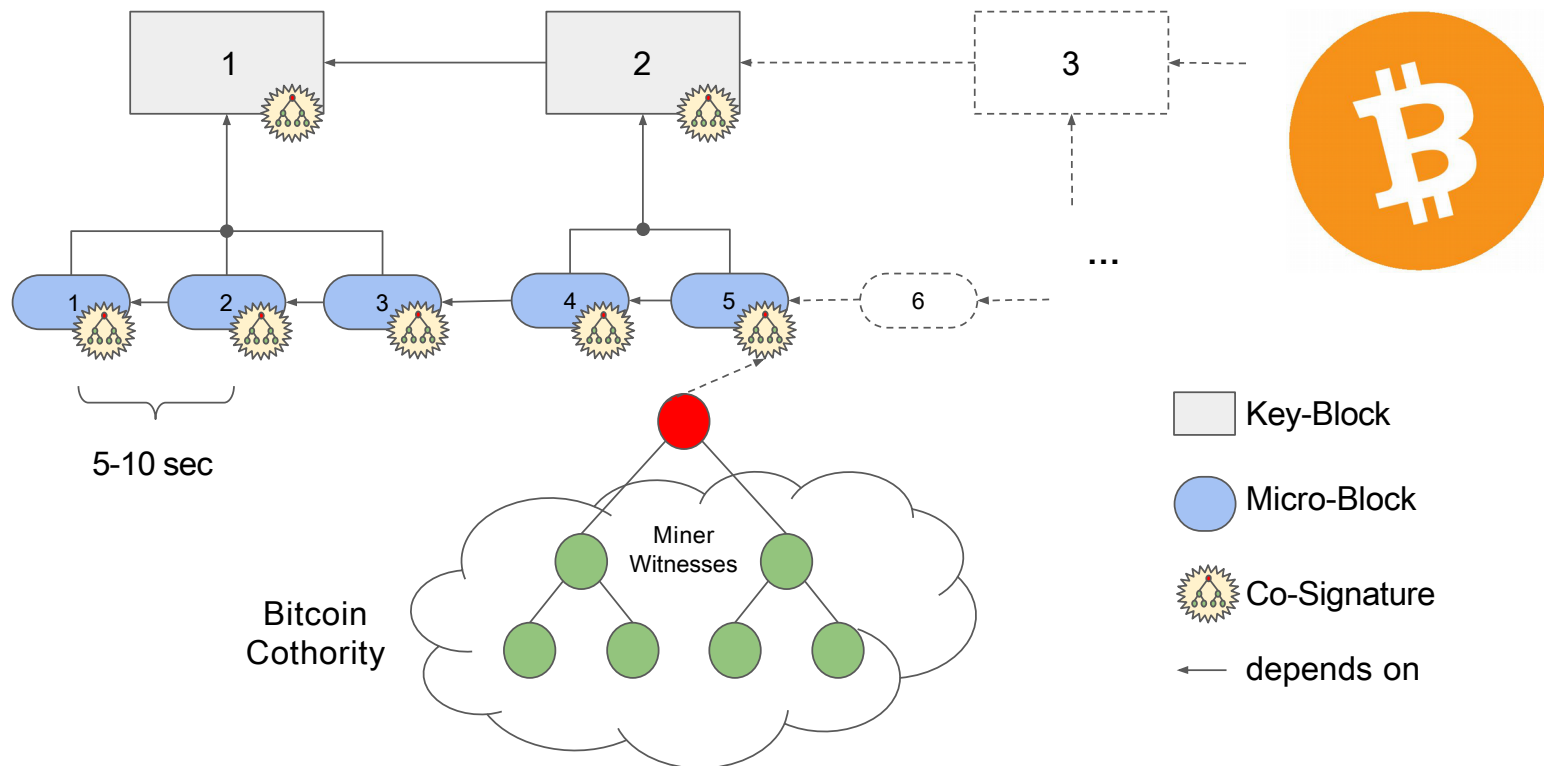 1
2
3
1
2
3
4
5
6
...
5-10 sec
Miner
Witnesses
Bitcoin
Cothority
Key-Block
Micro-Block
Co-Signature
depends on